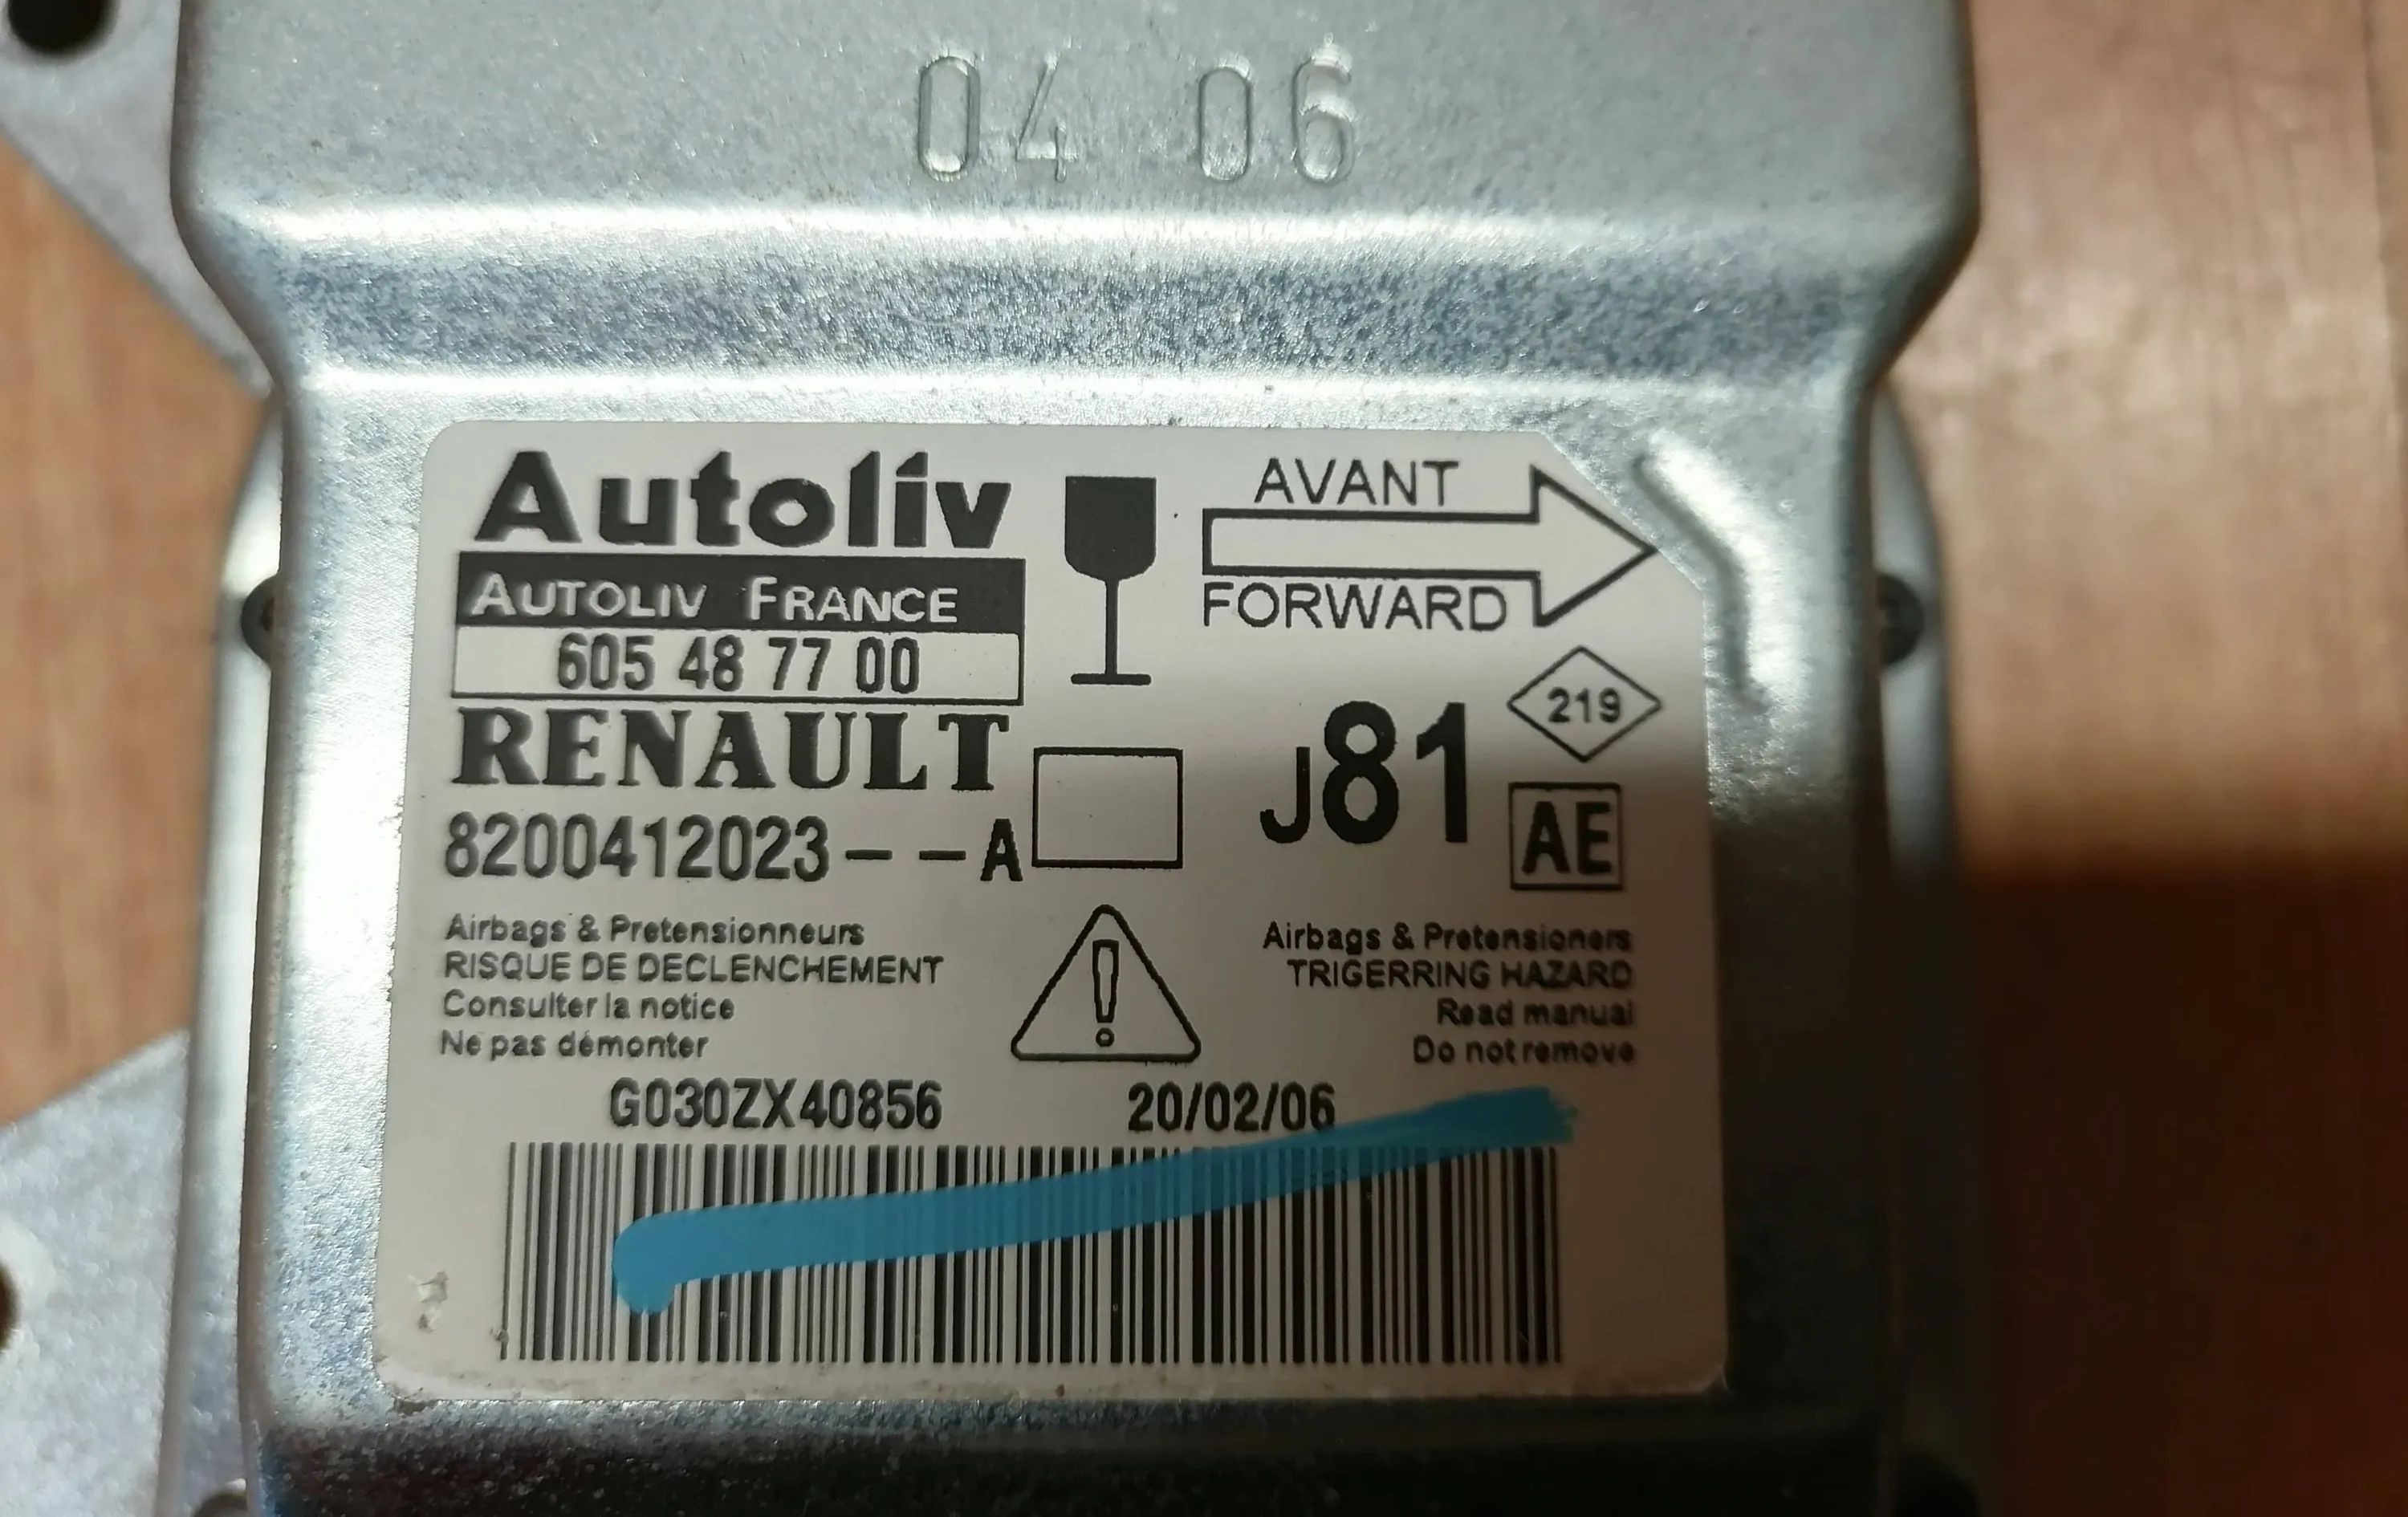 04 06
Autoliv
AUTOLIV FRANCE
605 48 77 00
AVANT
FORWARD
RENAULT
8200412023--A
J81
219
AE
Airbags & Pretensionneurs
RISQUE DE DECLENCHEMENT
Consulter la notice
Ne pas démonter
Airbags & Pretensioners
TRIGERRING HAZARD
Read manual
Do not remove
G030ZX40856 20/02/06